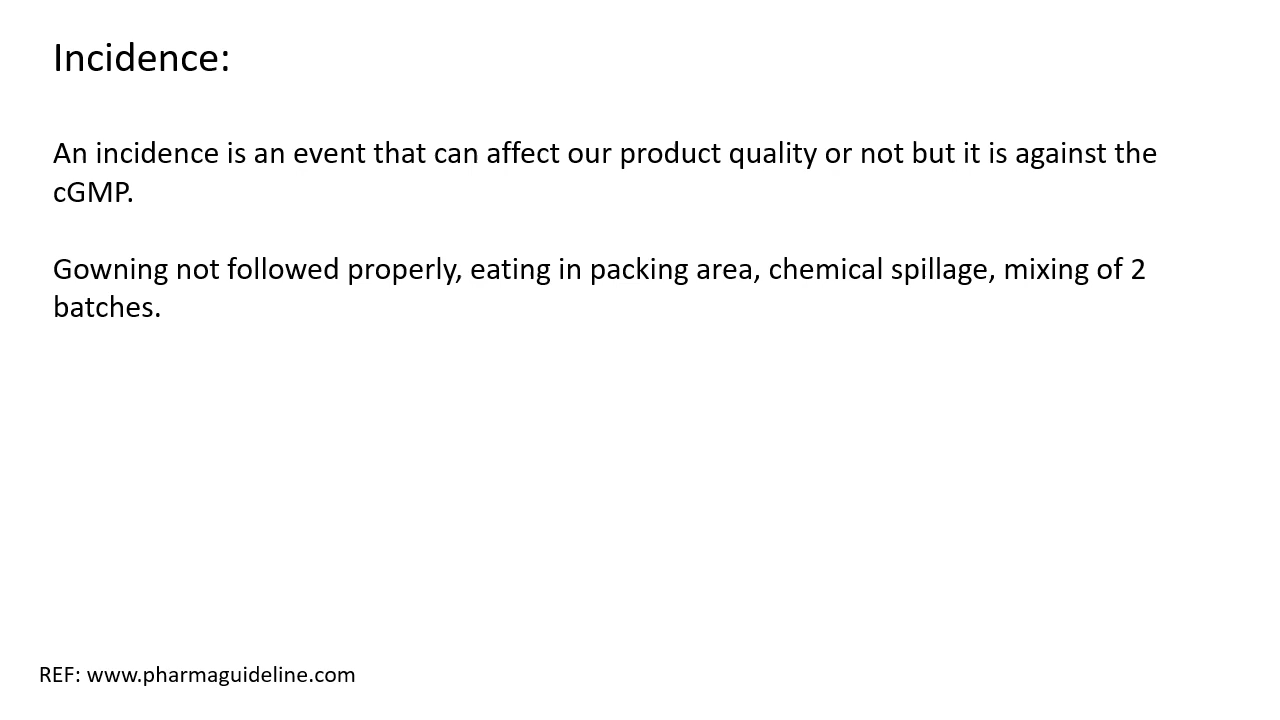 Incidence:
An incidence is an event that can affect our product quality or not but it is against the
cGMP.
Gowning not followed properly, eating in packing area, chemical spillage, mixing of 2
batches.
REF: www.pharmaguideline.com